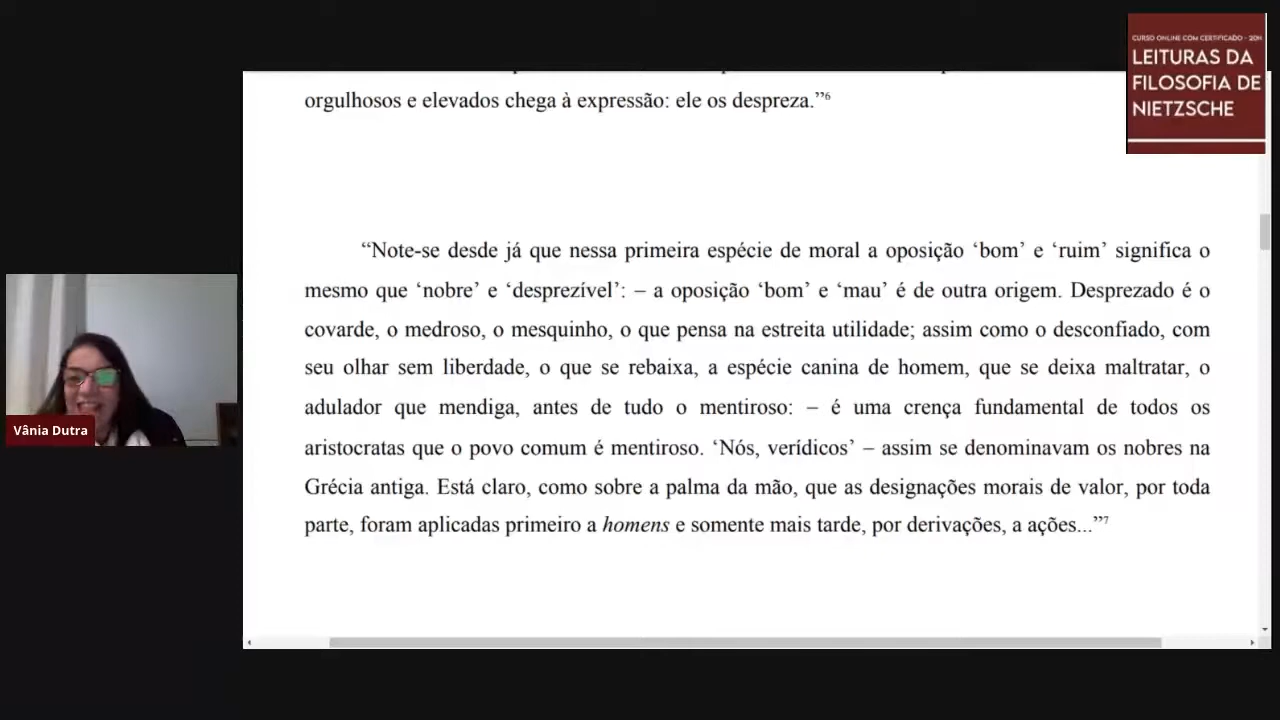 CURSO ONLINE COM CERTIFICADO - 20H
LEITURAS DA
FILOSOFIA DE
NIETZSCHE
orgulhosos e elevados chega à expressão: ele os despreza.”⁶
“Note-se desde já que nessa primeira espécie de moral a oposição ‘bom’ e ‘ruim’ significa o
mesmo que ‘nobre’ e ‘desprezível’: – a oposição ‘bom’ e ‘mau’ é de outra origem. Desprezado é o
covarde, o medroso, o mesquinho, o que pensa na estreita utilidade; assim como o desconfiado, com
seu olhar sem liberdade, o que se rebaixa, a espécie canina de homem, que se deixa maltratar, o
adulador que mendiga, antes de tudo o mentiroso: – é uma crença fundamental de todos os
aristocratas que o povo comum é mentiroso. ‘Nós, verídicos’ – assim se denominavam os nobres na
Grécia antiga. Está claro, como sobre a palma da mão, que as designações morais de valor, por toda
parte, foram aplicadas primeiro a homens e somente mais tarde, por derivações, a ações...”⁷
Vânia Dutra